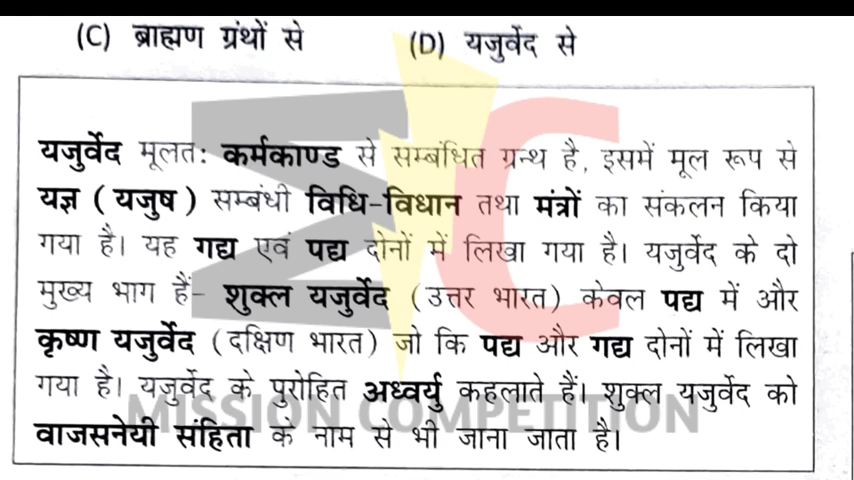 (C) ब्राह्मण ग्रंथों से (D) यजुर्वेद से
यजुर्वेद मूलत: कर्मकाण्ड से सम्बंधित ग्रन्थ है, इसमें मूल रूप से
यज्ञ ( यजुष ) सम्बंधी विधि-विधान तथा मंत्रों का संकलन किया
गया है। यह गद्य एवं पद्य दोनों में लिखा गया है। यजुर्वेद के दो
मुख्य भाग हैं- शुक्ल यजुर्वेद (उत्तर भारत) केवल पद्य में और
कृष्ण यजुर्वेद (दक्षिण भारत) जो कि पद्य और गद्य दोनों में लिखा
गया है। यजुर्वेद के पुरोहित अध्वर्यु कहलाते हैं। शुक्ल यजुर्वेद को
MISSION COMPETITION
वाजसनेयी संहिता के नाम से भी जाना जाता है।